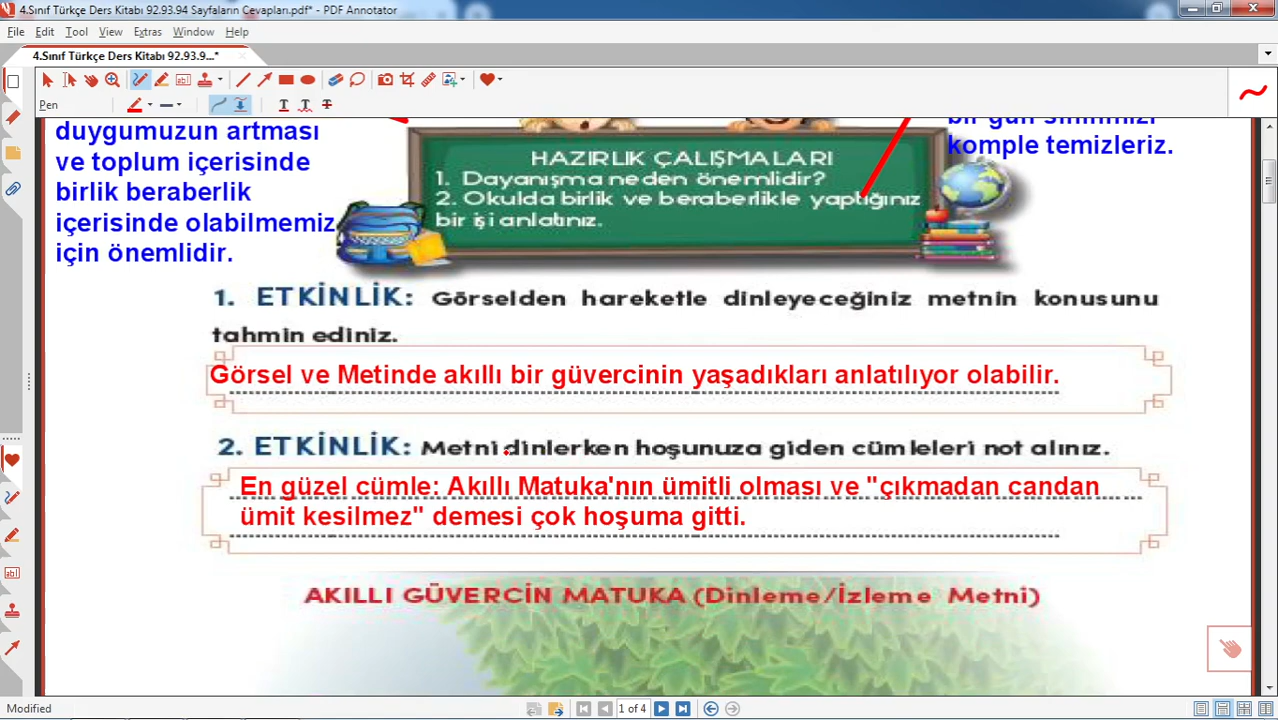 4.Sınıf Türkçe Ders Kitabı 92.93.94 Sayfaların Cevapları.pdf* - PDF Annotator
File Edit Tool View Extras Window Help
4.Sınıf Türkçe Ders Kitabı 92.93.9...*
Pen
duygumuzun artması
ve toplum içerisinde
birlik beraberlik
içerisinde olabilmemiz
için önemlidir.
bir gün sınıfımızı
komple temizleriz.
HAZIRLIK ÇALIŞMALARI
1. Dayanışma neden önemlidir?
2. Okulda birlik ve beraberlikle yaptığınız
bir işi anlatınız.
1. ETKİNLİK: Görselden hareketle dinleyeceğiniz metnin konusunu
tahmin ediniz.
Görsel ve Metinde akıllı bir güvercinin yaşadıkları anlatılıyor olabilir.
2. ETKİNLİK: Metni dinlerken hoşunuza giden cümleleri not alınız.
En güzel cümle: Akıllı Matuka'nın ümitli olması ve "çıkmadan candan
ümit kesilmez" demesi çok hoşuma gitti.
AKILLI GÜVERCİN MATUKA (Dinleme/İzleme Metni)
Modified
1 of 4